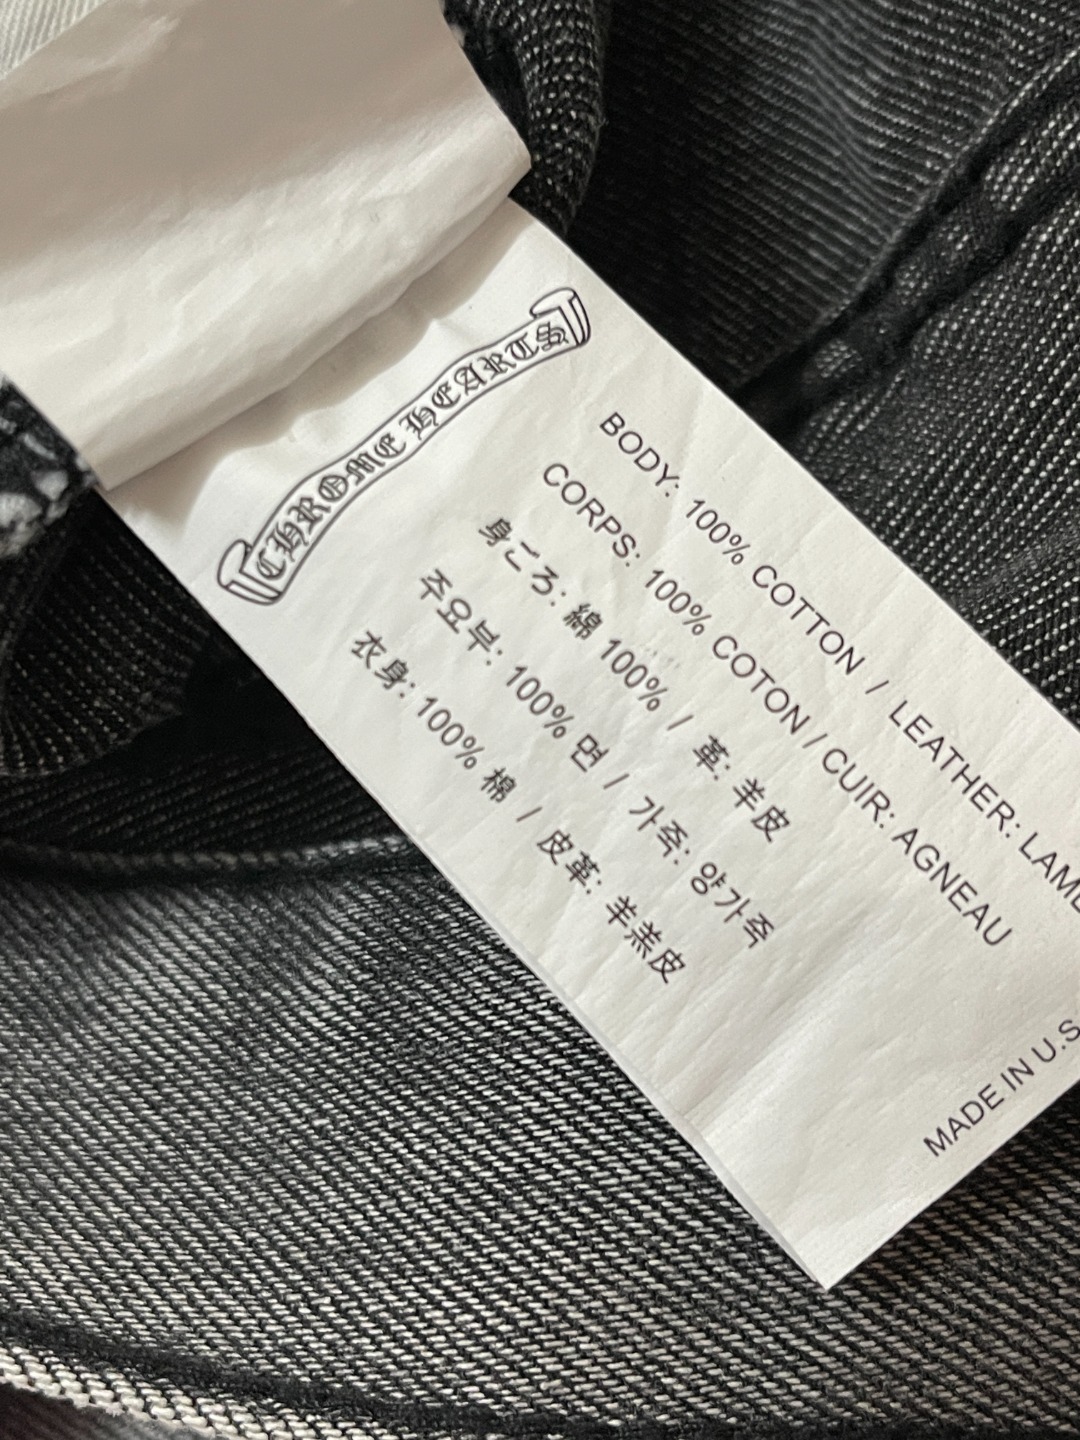 CHROME HEARTS
BODY: 100% COTTON / LEATHER:
CORPS: 100% COTON / CUIR: AGNEAU
身ごろ: 綿 100% / 革: 羊皮
주요부: 100% 면 / 가죽: 양가죽
衣身: 100% 棉 / 皮革: 羊羔皮
MADE IN